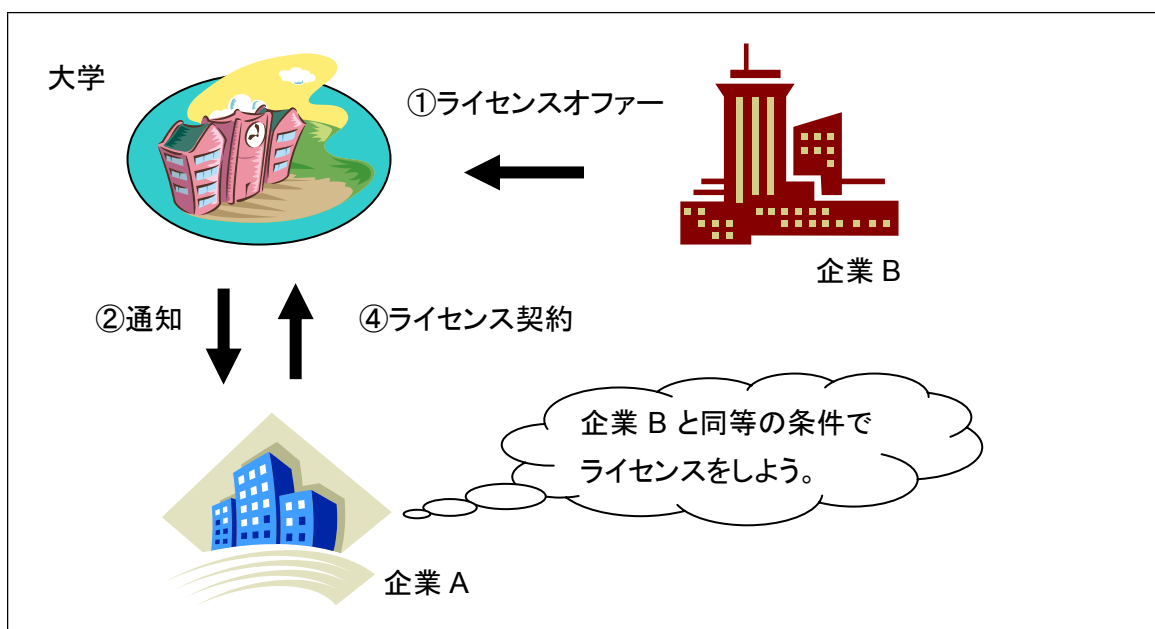 大学
①ライセンスオファー
企業 B
②通知
④ライセンス契約
企業 B と同等の条件で
ライセンスをしよう。
企業 A